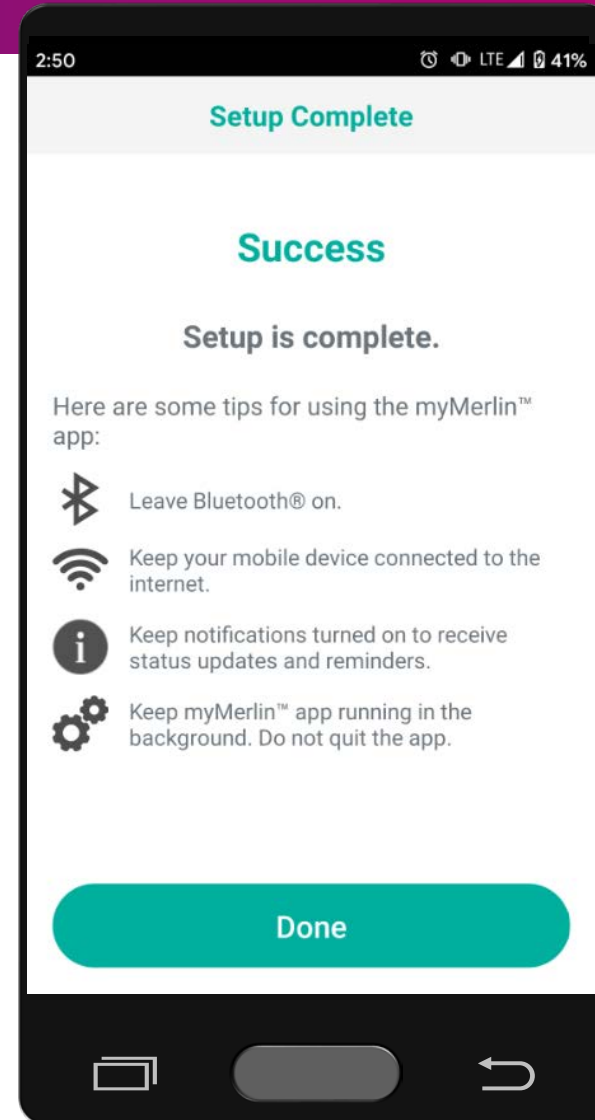 2:50 LTE 41%
Setup Complete
Success
Setup is complete.
Here are some tips for using the myMerlin™
app:
Leave Bluetooth® on.
Keep your mobile device connected to the
internet.
Keep notifications turned on to receive
status updates and reminders.
Keep myMerlin™ app running in the
background. Do not quit the app.
Done